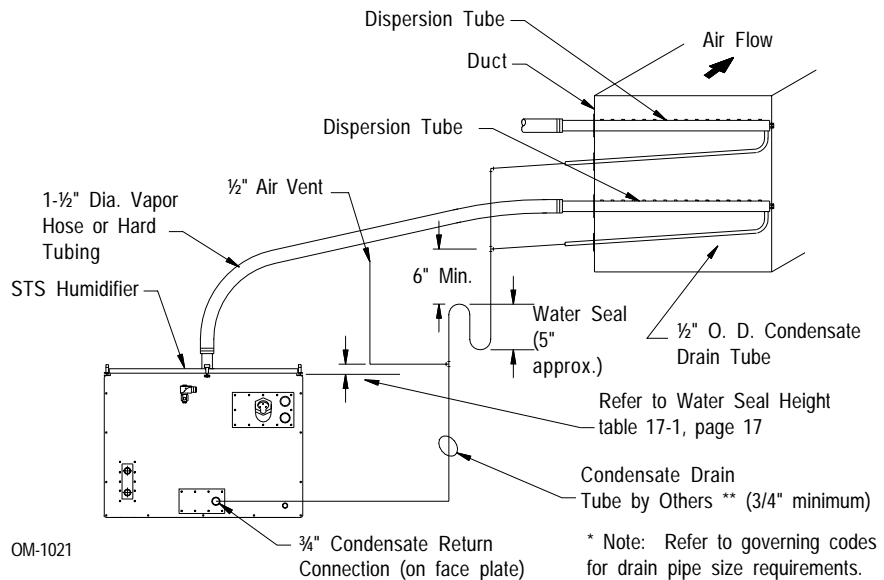 Dispersion Tube
Air Flow
Duct
Dispersion Tube
½" Air Vent
1-½" Dia. Vapor
Hose or Hard
Tubing
6" Min.
STS Humidifier
Water Seal
(5"
approx.)
½" O. D. Condensate
Drain Tube
Refer to Water Seal Height
table 17-1, page 17
Condensate Drain
Tube by Others ** (3/4" minimum)
OM-1021
¾" Condensate Return
Connection (on face plate)
* Note: Refer to governing codes
for drain pipe size requirements.